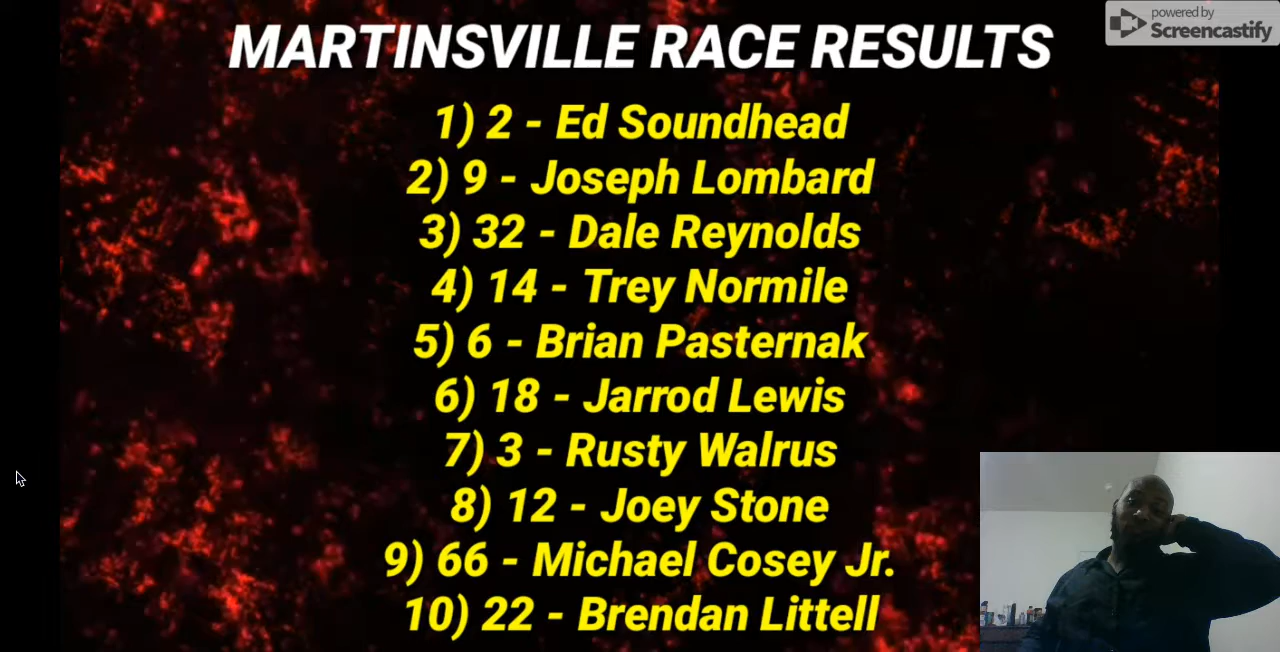 MARTINSVILLE RACE RESULTS
powered by
Screencastify
1) 2 - Ed Soundhead
2) 9 - Joseph Lombard
3) 32 - Dale Reynolds
4) 14 - Trey Normile
5) 6 - Brian Pasternak
6) 18 - Jarrod Lewis
7) 3 - Rusty Walrus
8) 12 - Joey Stone
9) 66 - Michael Cosey Jr.
10) 22 - Brendan Littell